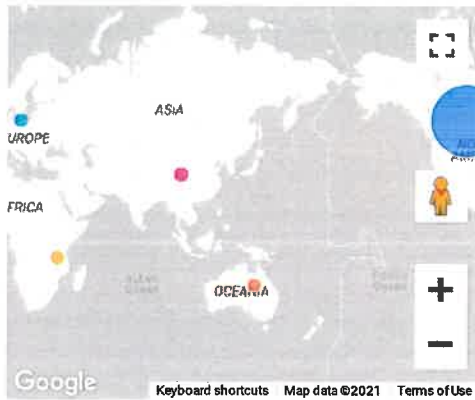 ASIA
UROPE
FRICA
OCEANIA
Google
Keyboard shortcuts Map data ©2021 Terms of Use